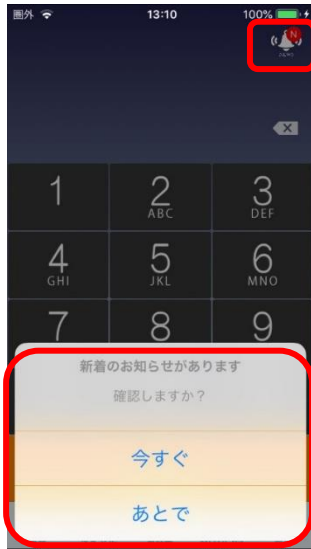 圏外 13:10 100%
N
1 2 3
ABC DEF
4 5 6
GHI JKL MNO
7 8 9
新着のお知らせがあります
確認しますか？
今すぐ
あとで